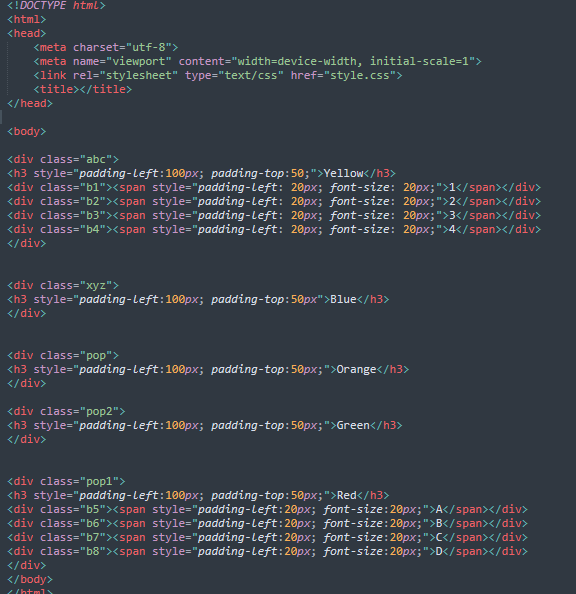 <!DOCTYPE html>
<html>
<head>
<meta charset="utf-8">
<meta name="viewport" content="width=device-width, initial-scale=1">
<link rel="stylesheet" type="text/css" href="style.css">
<title></title>
</head>
<body>
<div class="abc">
<h3 style="padding-left:100px; padding-top:50;">Yellow</h3>
<div class="b1"><span style="padding-left: 20px; font-size: 20px;">1</span></div>
<div class="b2"><span style="padding-left: 20px; font-size: 20px;">2</span></div>
<div class="b3"><span style="padding-left: 20px; font-size: 20px;">3</span></div>
<div class="b4"><span style="padding-left: 20px; font-size: 20px;">4</span></div>
</div>
<div class="xyz">
<h3 style="padding-left:100px; padding-top:50px">Blue</h3>
</div>
<div class="pop">
<h3 style="padding-left:100px; padding-top:50px;">Orange</h3>
</div>
<div class="pop2">
<h3 style="padding-left:100px; padding-top:50px;">Green</h3>
</div>
<div class="pop1">
<h3 style="padding-left:100px; padding-top:50px;">Red</h3>
<div class="b5"><span style="padding-left:20px; font-size:20px;">A</span></div>
<div class="b6"><span style="padding-left:20px; font-size:20px;">B</span></div>
<div class="b7"><span style="padding-left:20px; font-size:20px;">C</span></div>
<div class="b8"><span style="padding-left:20px; font-size:20px;">D</span></div>
</div>
</body>
</html>